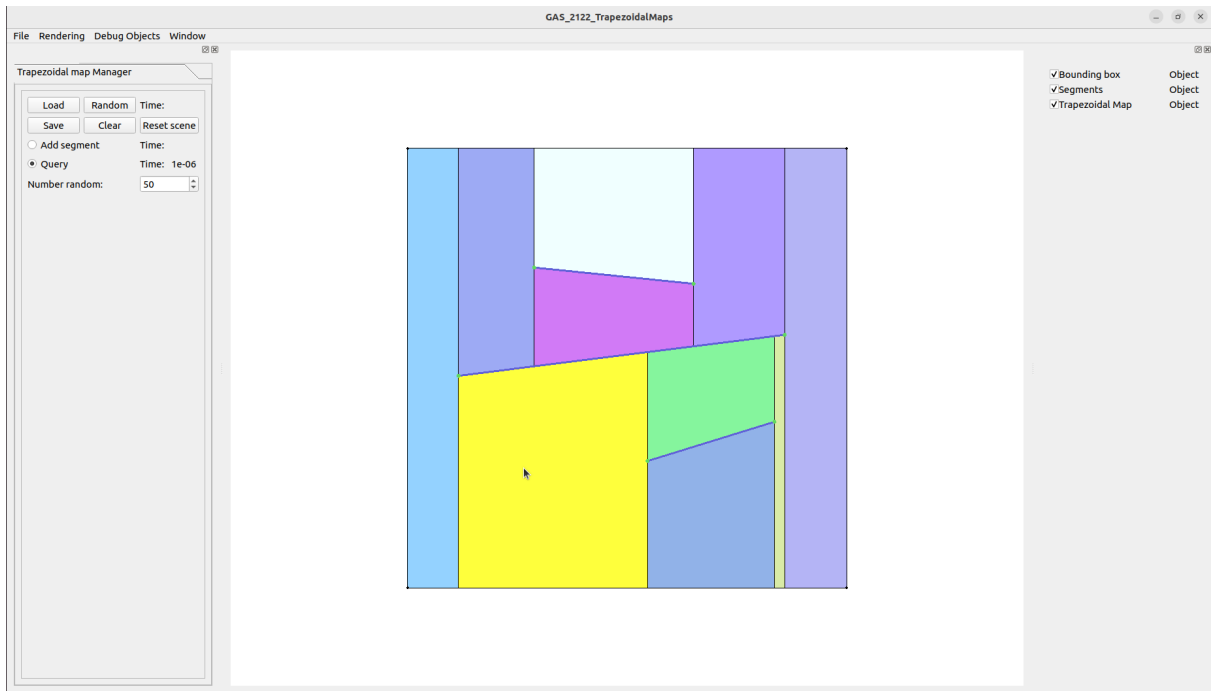 GAS_2122_TrapezoidalMaps
File Rendering Debug Objects Window
Trapezoidal map Manager
Load Random Time:
Save Clear Reset scene
Add segment Time:
Query Time: 1e-06
Number random: 50
Bounding box Object
Segments Object
Trapezoidal Map Object